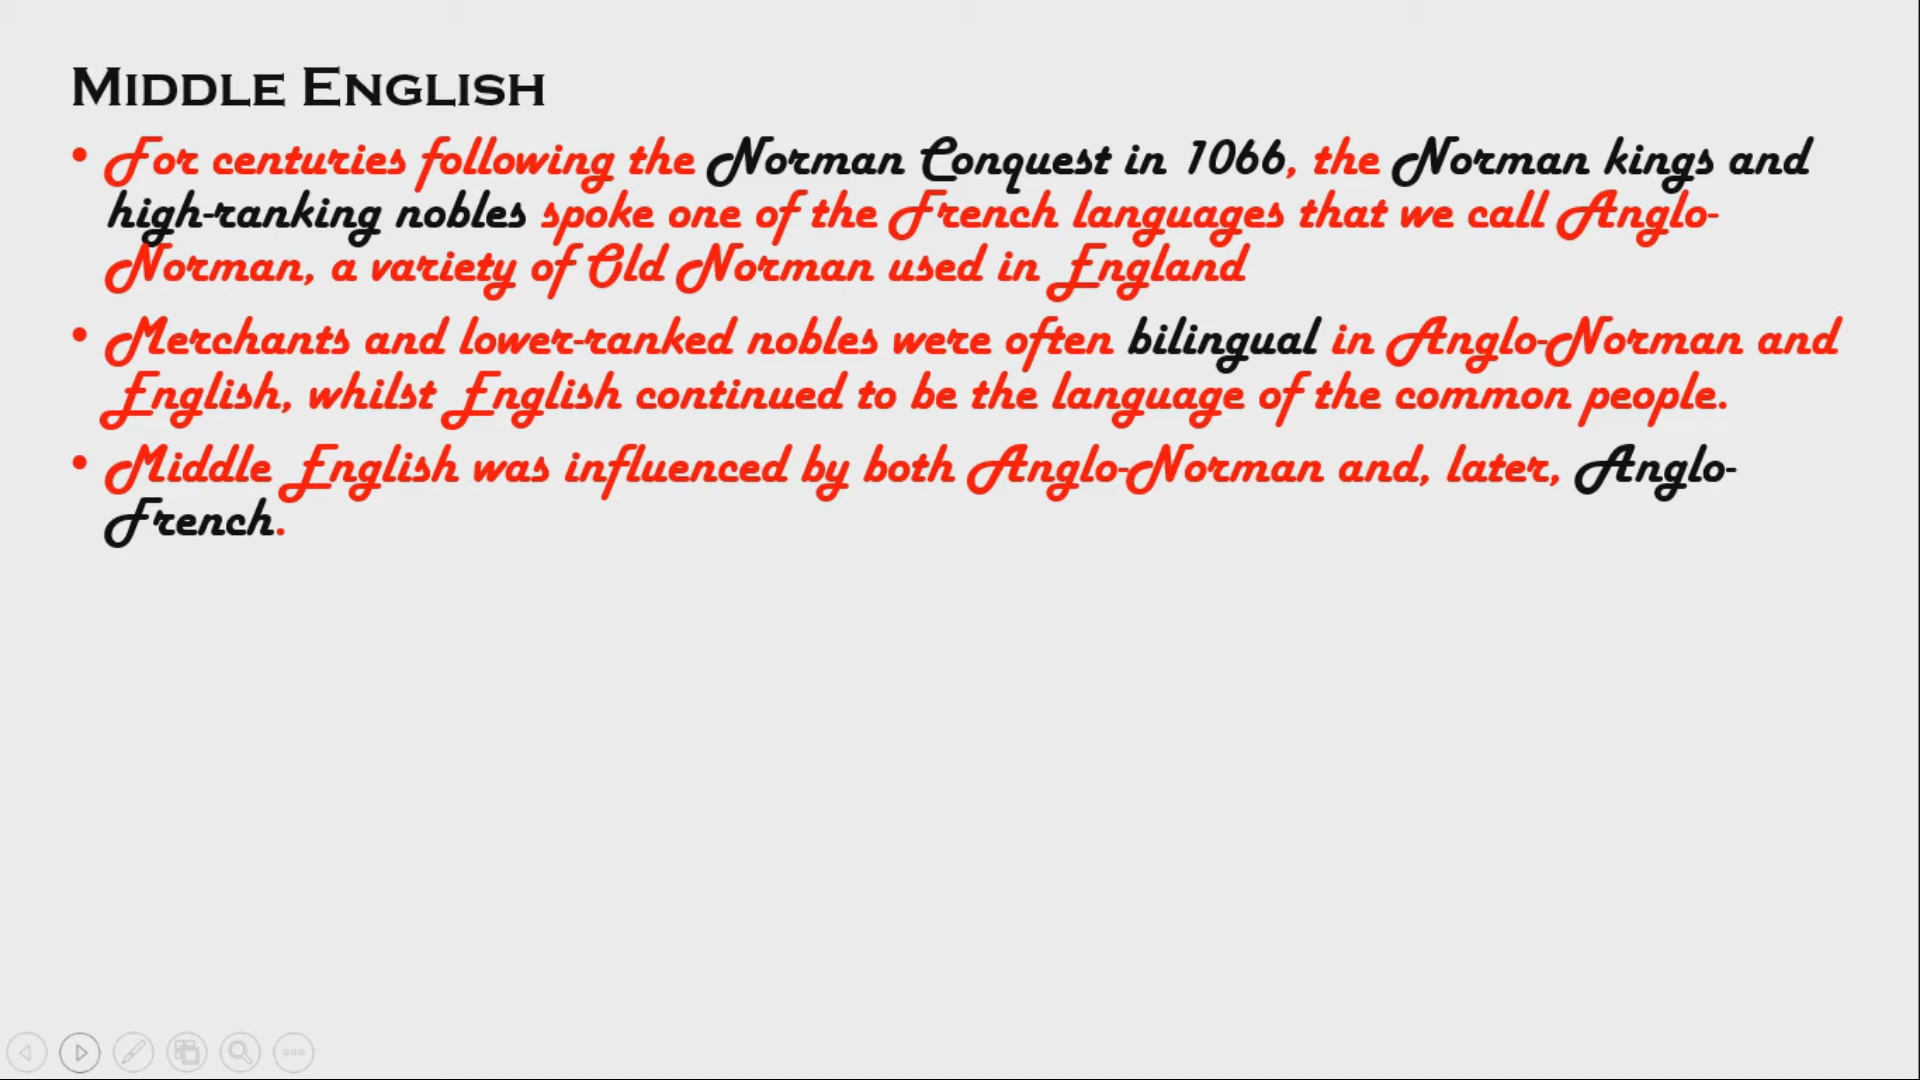 MIDDLE ENGLISH
• For centuries following the Norman Conquest in 1066, the Norman kings and
high-ranking nobles spoke one of the French languages that we call Anglo-
Norman, a variety of Old Norman used in England
• Merchants and lower-ranked nobles were often bilingual in Anglo-Norman and
English, whilst English continued to be the language of the common people.
• Middle English was influenced by both Anglo-Norman and, later, Anglo-
French.